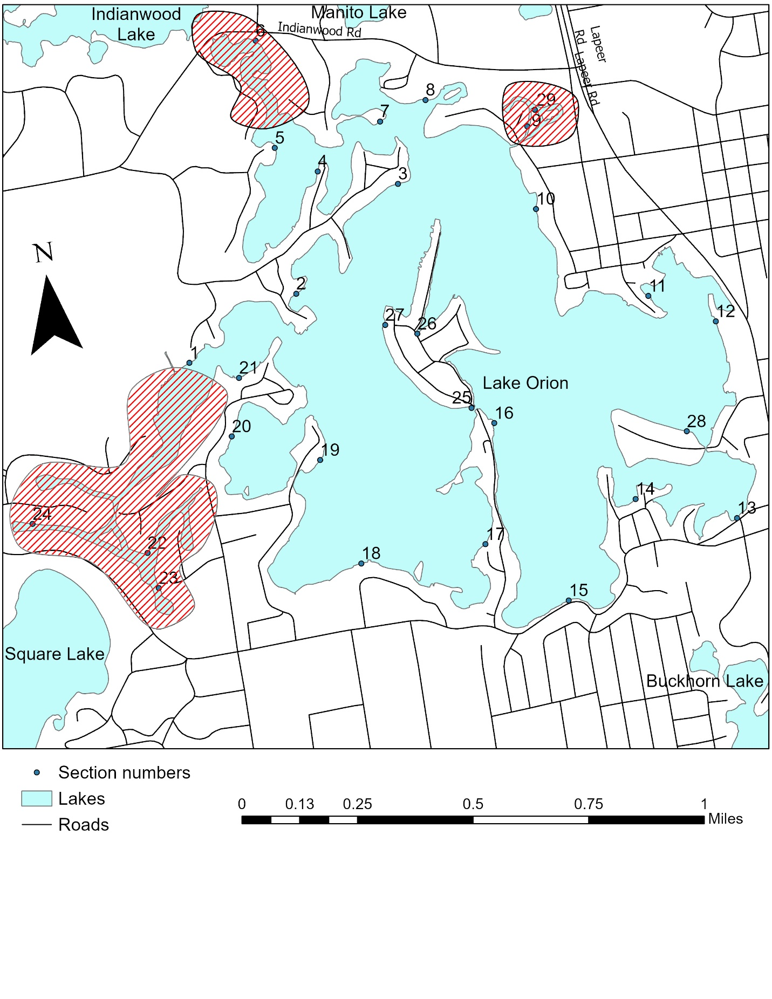 Indianwood
Lake
Manito Lake
Indianwood Rd
Lapeer
Rd
Lapeer Rd
6
8
29
7
9
5
4
3
10
N
2
11
12
27
26
1
21
Lake Orion
25
16
20
28
19
14
24
13
22
17
18
23
15
Square Lake
Buckhorn Lake
Section numbers
Lakes
Roads
0 0.13 0.25 0.5 0.75 1
Miles